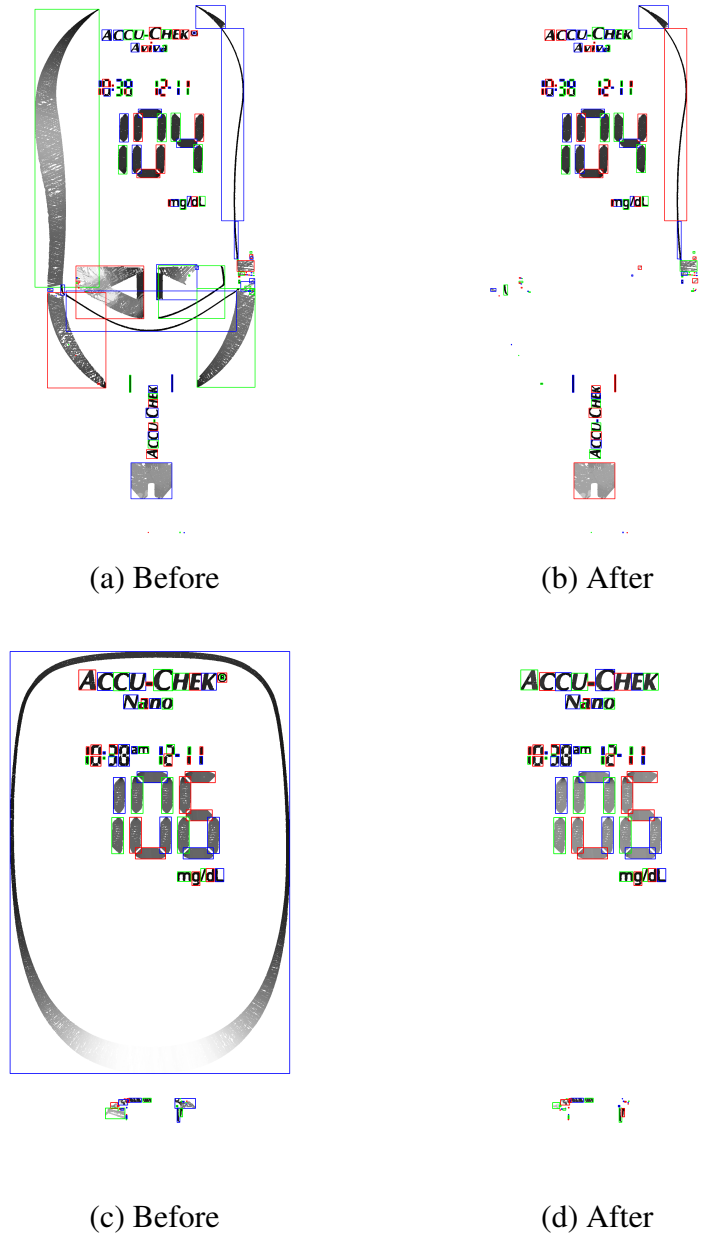 ACCU-CHEK®
Aviva
10:38 12-11
104
mg/dL
ACCU-CHEK
(a) Before
ACCU-CHEK
Aviva
10:38 12-11
104
mg/dL
ACCU-CHEK
(b) After
ACCU-CHEK®
Nano
10:38am 12-11
106
mg/dL
(c) Before
ACCU-CHEK
Nano
10:38am 12-11
106
mg/dL
(d) After